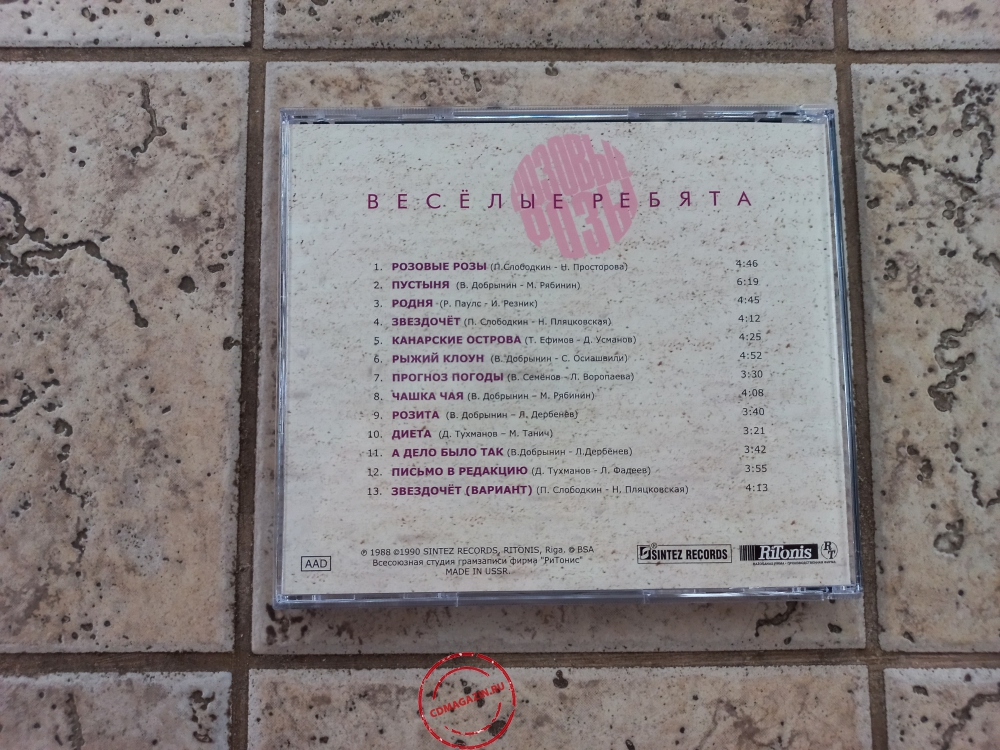 РОЗОВЫЕ
РОЗЫ
ВЕСЁЛЫЕ РЕБЯТА
1. РОЗОВЫЕ РОЗЫ (П.Слободкин - Н. Просторова) 4:46
2. ПУСТЫНЯ (В. Добрынин - М. Рябинин) 6:19
3. РОДНЯ (Р. Паулс - И. Резник) 4:45
4. ЗВЕЗДОЧЁТ (П. Слободкин - Н. Пляцковская) 4:12
5. КАНАРСКИЕ ОСТРОВА (Т. Ефимов - Д. Усманов) 4:25
6. РЫЖИЙ КЛОУН (В. Добрынин - С. Осиашвили) 4:52
7. ПРОГНОЗ ПОГОДЫ (В. Семёнов - Л. Воропаева) 3:30
8. ЧАШКА ЧАЯ (В. Добрынин - М. Рябинин) 4:08
9. РОЗИТА (В. Добрынин – Л. Дербенёв) 3:40
10. ДИЕТА (Д. Тухманов – М. Танич) 3:21
11. А ДЕЛО БЫЛО ТАК (В.Добрынин - Л.Дербёнев) 3:42
12. ПИСЬМО В РЕДАКЦИЮ (Д. Тухманов - Л. Фадеев) 3:55
13. ЗВЕЗДОЧЁТ (ВАРИАНТ) (П. Слободкин - Н. Пляцковская) 4:13
AAD
℗ 1988 ©1990 SINTEZ RECORDS, RITONIS, Riga. BSA
Всесоюзная студия грамзаписи фирма "РиТонис"
MADE IN USSR.
SINTEZ RECORDS
RiTonis
RT
CDMAGAZIN.RU